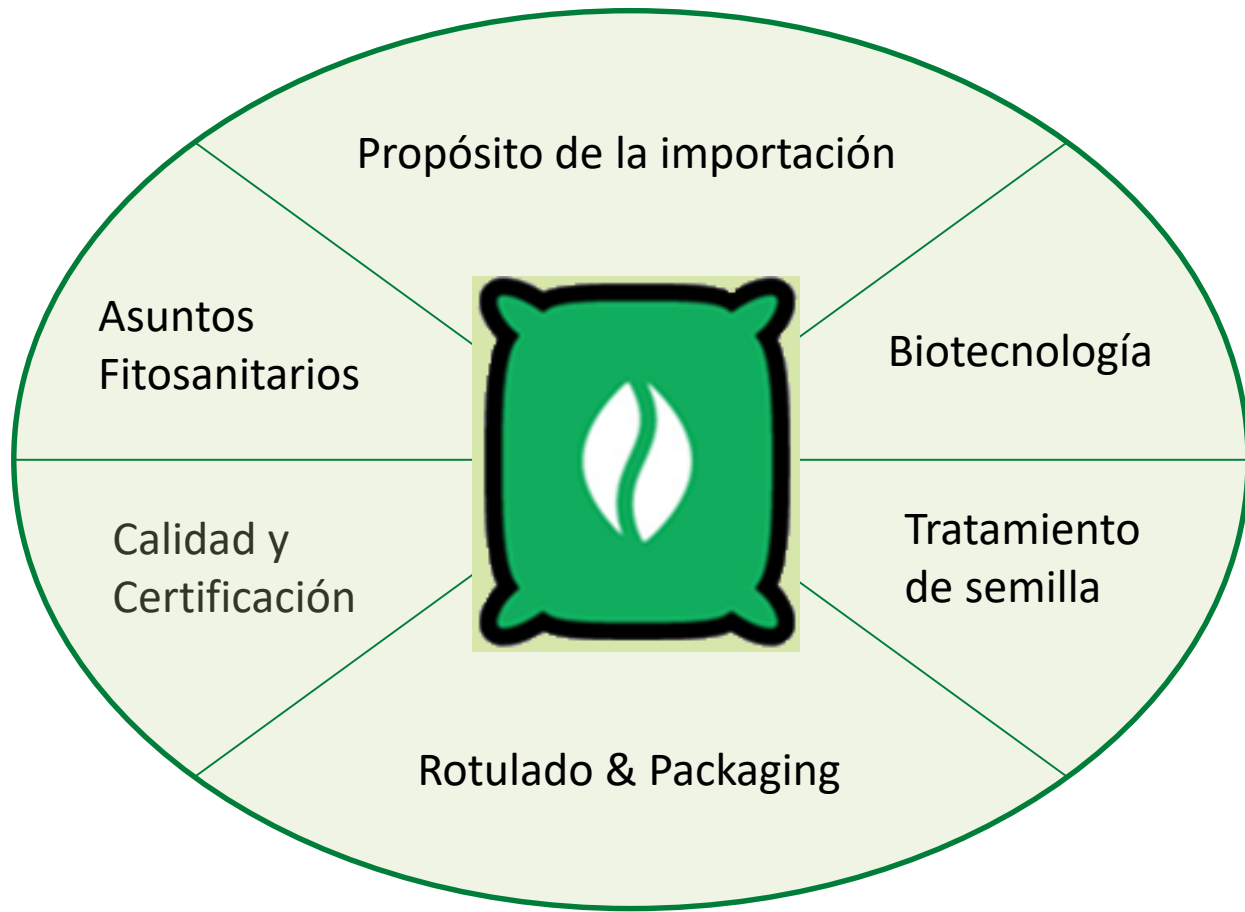 Propósito de la importación
Asuntos
Fitosanitarios
Biotecnología
Calidad y
Certificación
Tratamiento
de semilla
Rotulado & Packaging